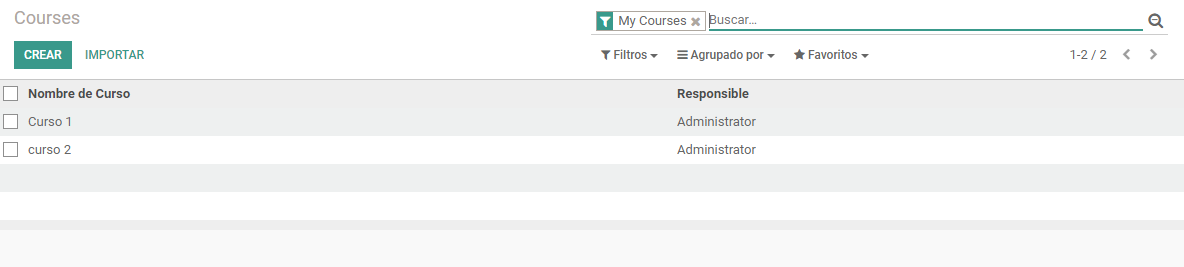 Courses
My Courses ✖ Buscar...
CREAR IMPORTAR
Filtros Agrupado por Favoritos 1-2 / 2
Nombre de Curso Responsible
Curso 1 Administrator
curso 2 Administrator